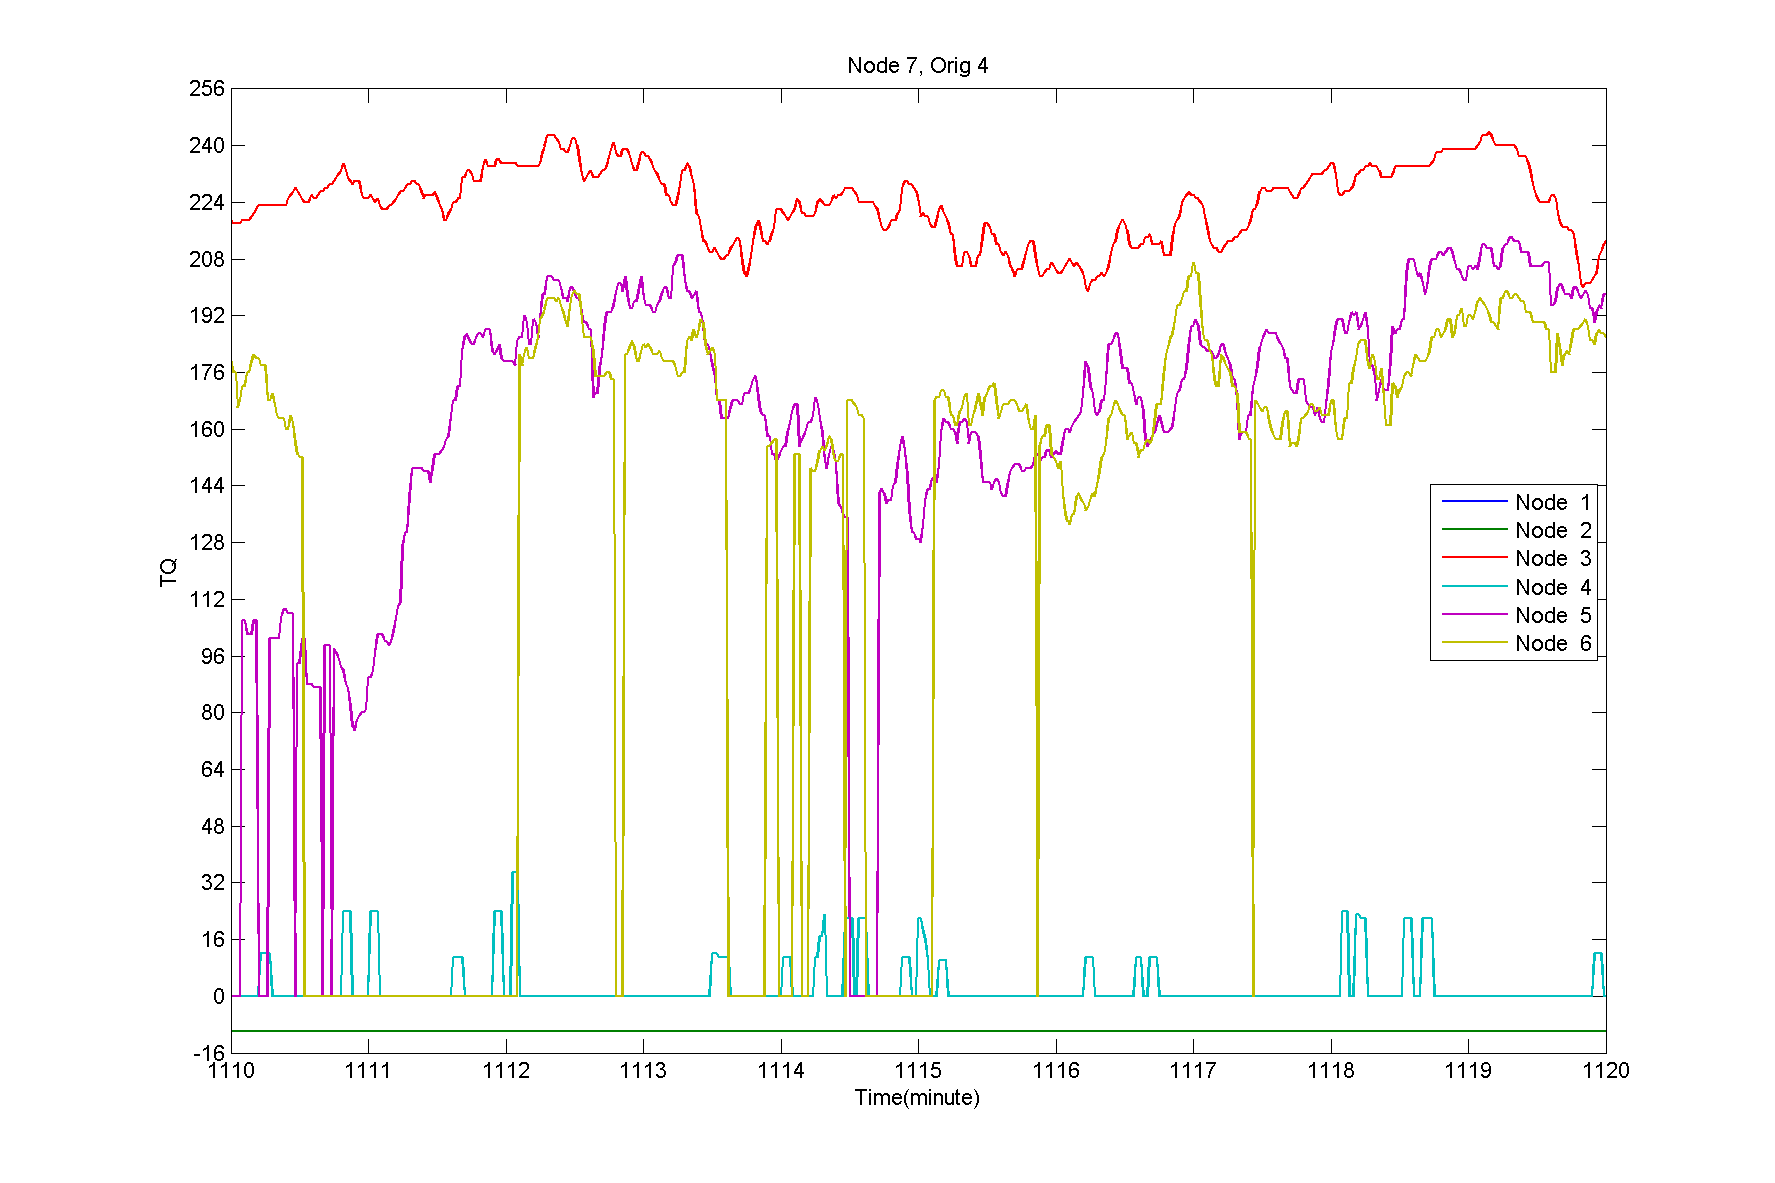 Node 7, Orig 4
256
240
224
208
192
176
160
144
128
112
96
80
64
48
32
16
0
-16
TQ
Node 1
Node 2
Node 3
Node 4
Node 5
Node 6
1110 1111 1112 1113 1114 1115 1116 1117 1118 1119 1120
Time(minute)